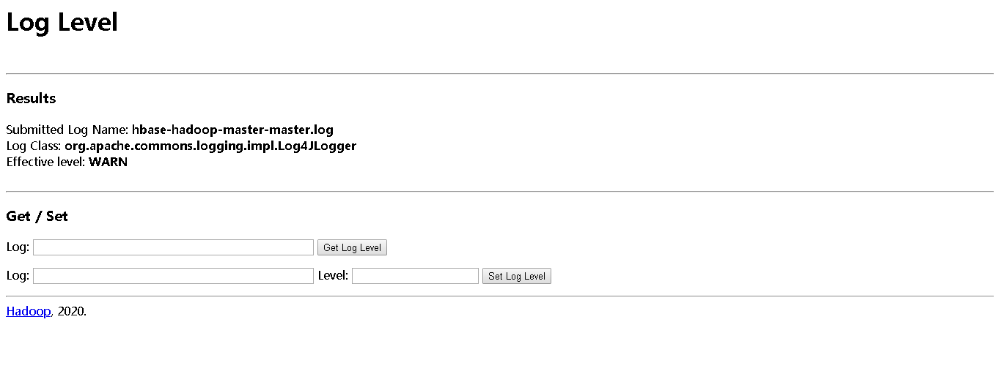 Log Level
Results
Submitted Log Name: hbase-hadoop-master-master.log
Log Class: org.apache.commons.logging.impl.Log4JLogger
Effective level: WARN
Get / Set
Log: Get Log Level
Log: Level: Set Log Level
Hadoop, 2020.